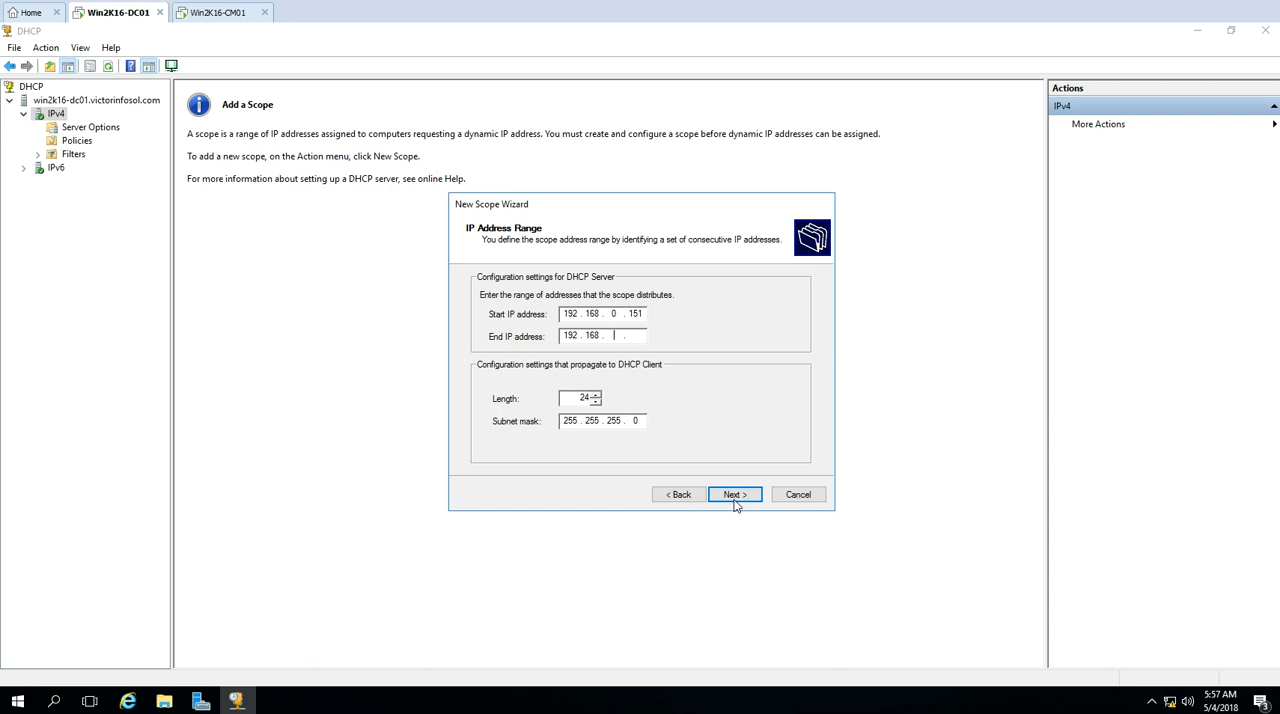 Home
Win2K16-DC01
Win2K16-CM01
DHCP
File Action View Help
DHCP
win2k16-dc01.victorinfosol.com
IPv4
Server Options
Policies
Filters
IPv6
Add a Scope
A scope is a range of IP addresses assigned to computers requesting a dynamic IP address. You must create and configure a scope before dynamic IP addresses can be assigned.
To add a new scope, on the Action menu, click New Scope.
For more information about setting up a DHCP server, see online Help.
New Scope Wizard
IP Address Range
You define the scope address range by identifying a set of consecutive IP addresses.
Configuration settings for DHCP Server
Enter the range of addresses that the scope distributes.
Start IP address: 192 . 168 . 0 . 151
End IP address: 192 . 168 . .
Configuration settings that propagate to DHCP Client
Length: 24
Subnet mask: 255 . 255 . 255 . 0
< Back Next > Cancel
Actions
IPv4
More Actions
5:57 AM
5/4/2018
3